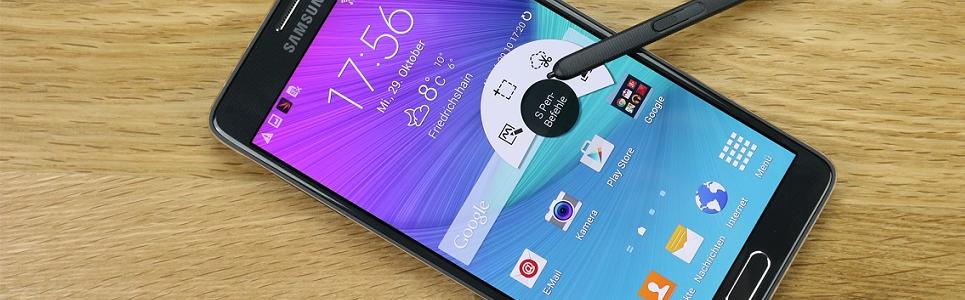 SAMSUNG
17:56
Mi, 29. Oktober
8° 10°
C 6°
Friedrichshain
10 17:20
S Pen-
Befehle
Google
Google
Play Store
Menü
Kamera
Internet
E-Mail
Nachrichten